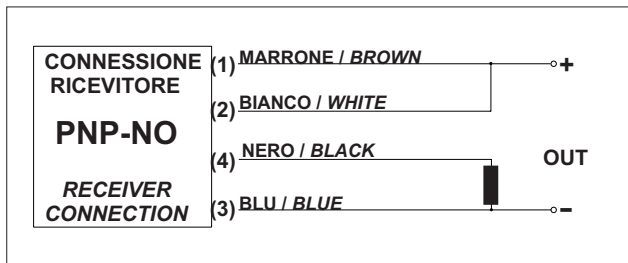 CONNESSIONE
RICEVITORE
PNP-NO
RECEIVER
CONNECTION
(1) MARRONE / BROWN
+
(2) BIANCO / WHITE
(4) NERO / BLACK
OUT
(3) BLU / BLUE
-